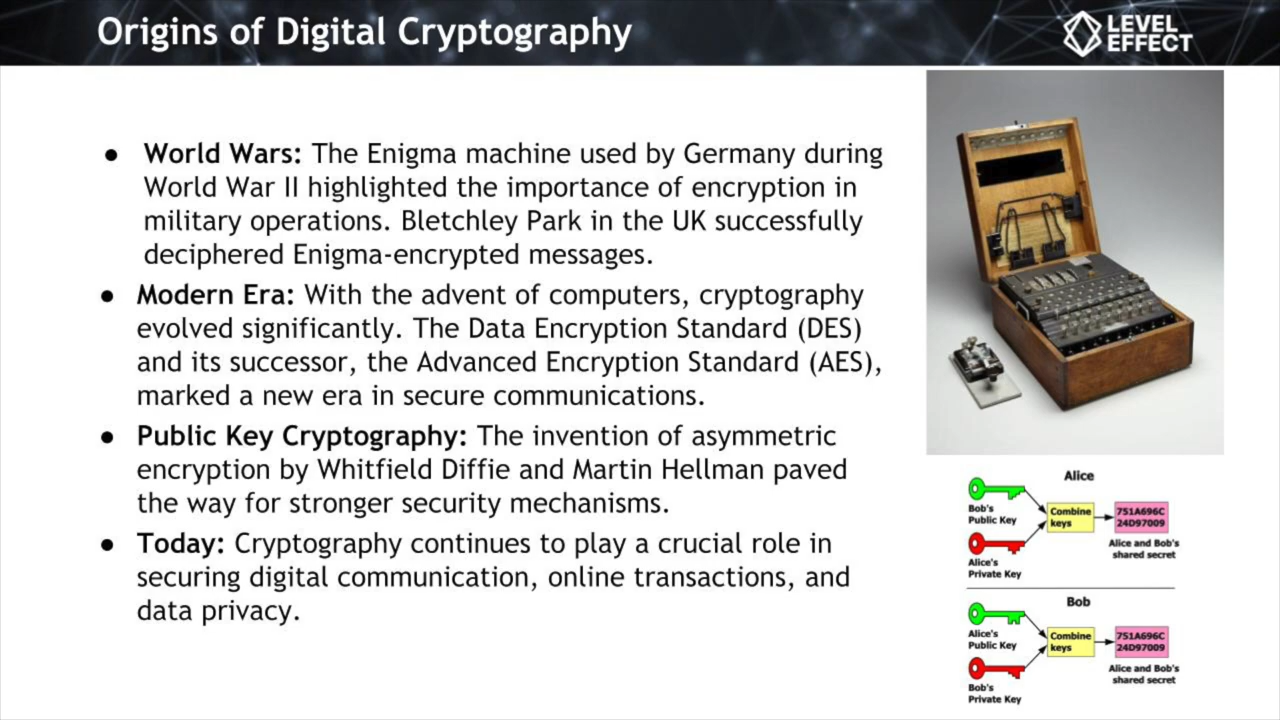 Origins of Digital Cryptography
LEVEL
EFFECT
● World Wars: The Enigma machine used by Germany during
World War II highlighted the importance of encryption in
military operations. Bletchley Park in the UK successfully
deciphered Enigma-encrypted messages.
● Modern Era: With the advent of computers, cryptography
evolved significantly. The Data Encryption Standard (DES)
and its successor, the Advanced Encryption Standard (AES),
marked a new era in secure communications.
● Public Key Cryptography: The invention of asymmetric
encryption by Whitfield Diffie and Martin Hellman paved
the way for stronger security mechanisms.
● Today: Cryptography continues to play a crucial role in
securing digital communication, online transactions, and
data privacy.
Alice
Bob's
Public Key
Alice's
Private Key
Combine
keys
751A696C
24D97009
Alice and Bob's
shared secret
Bob
Alice's
Public Key
Bob's
Private Key
Combine
keys
751A696C
24D97009
Alice and Bob's
shared secret